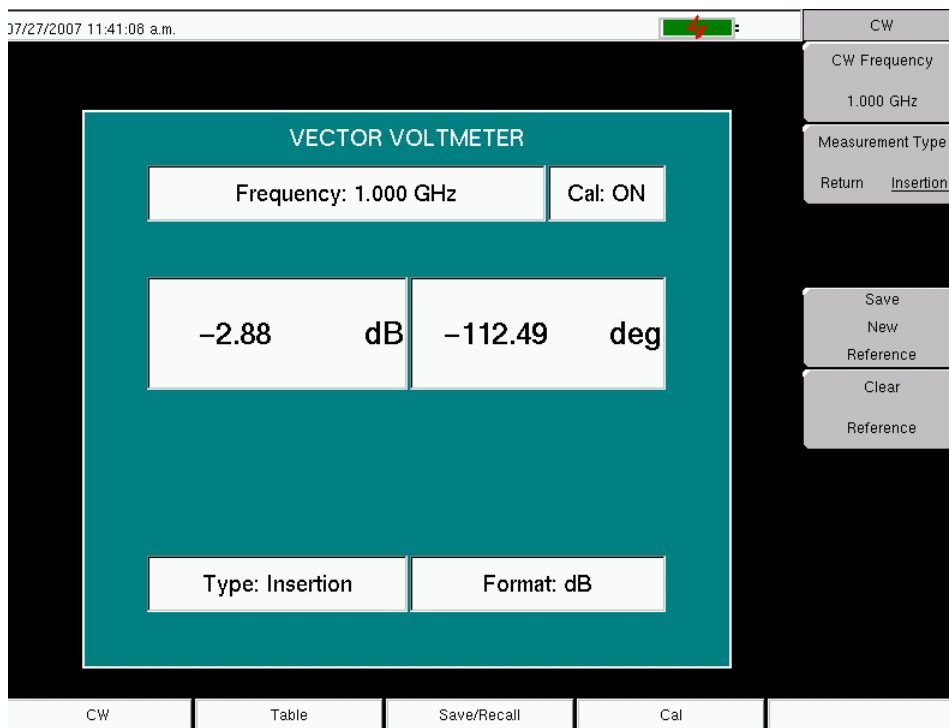 07/27/2007 11:41:08 a.m.
CW
CW Frequency
1.000 GHz
Measurement Type
Return Insertion
Save
New
Reference
Clear
Reference
VECTOR VOLTMETER
Frequency: 1.000 GHz Cal: ON
−2.88 dB −112.49 deg
Type: Insertion Format: dB
CW Table Save/Recall Cal